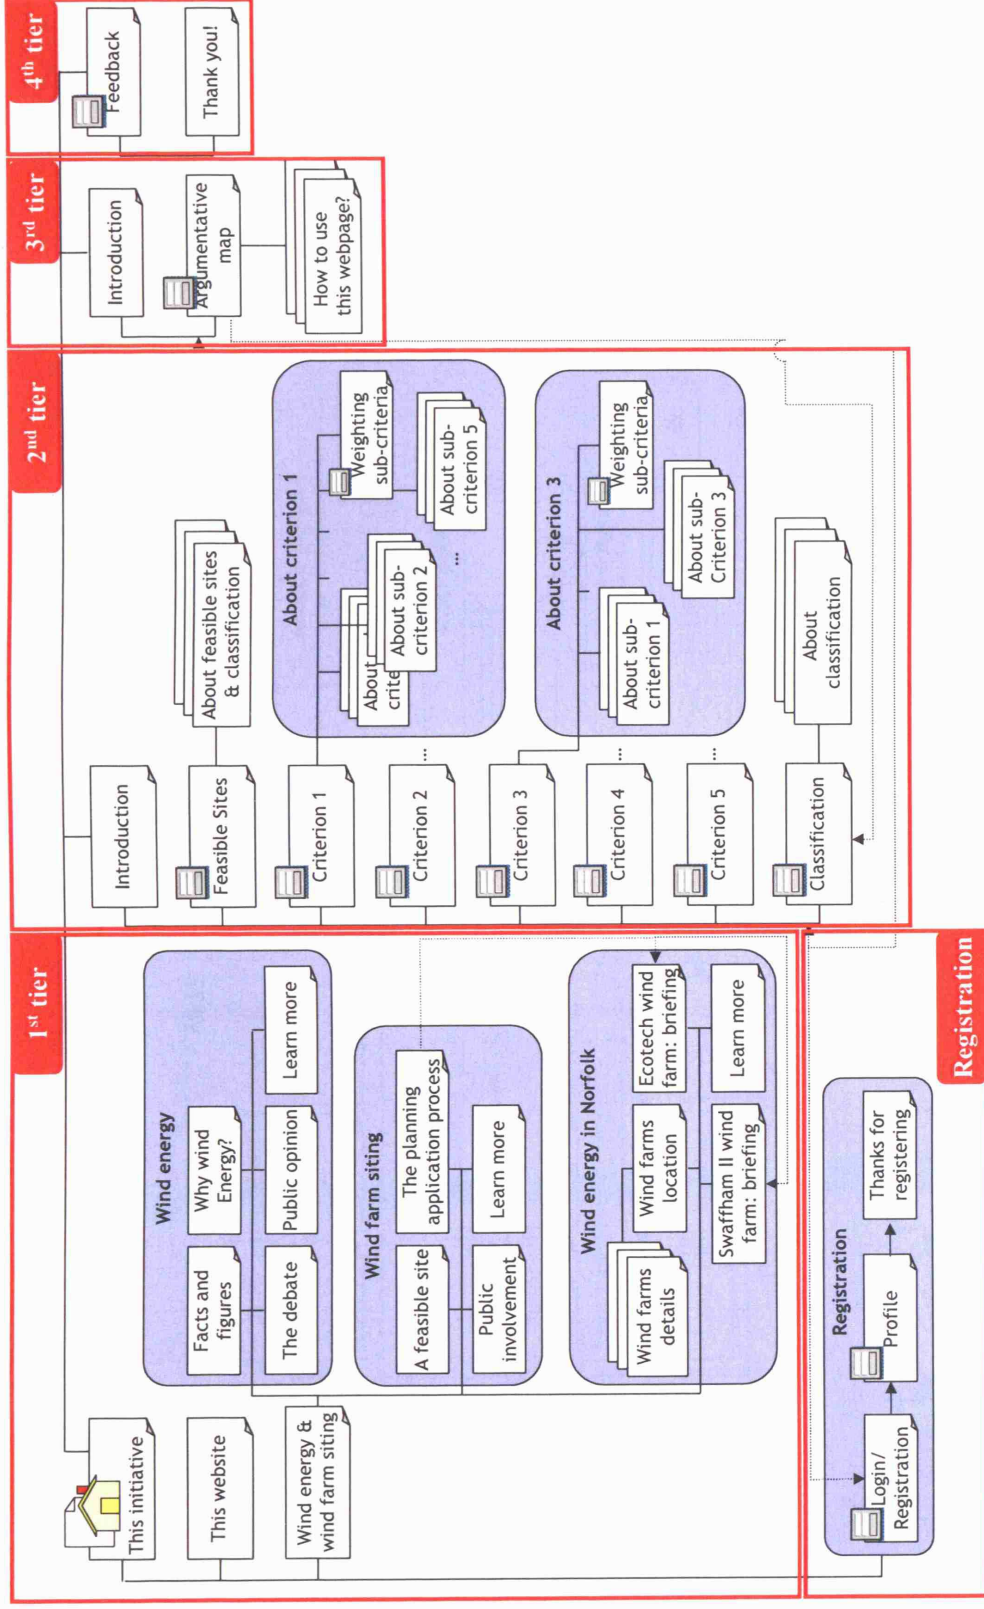 1st tier
This initiative
This website
Wind energy &
wind farm siting
Wind energy
Facts and
figures
Why wind
Energy?
The debate
Public opinion
Learn more
Wind farm siting
A feasible site
The planning
application process
Public
involvement
Learn more
Wind energy in Norfolk
Wind farms
details
Wind farms
location
Ecotech wind
farm: briefing
Swaffham II wind
farm: briefing
Learn more
Registration
Registration
Login/
Registration
Profile
Thanks for
registering
2nd tier
Introduction
Feasible Sites
About feasible sites
& classification
Criterion 1
Criterion 2
...
Criterion 3
Criterion 4
...
Criterion 5
...
Classification
About
classification
About criterion 1
About
crite
About sub-
criterion 2
...
About sub-
criterion 5
Weighting
sub-criteria
About criterion 3
About sub-
criterion 1
About sub-
Criterion 3
Weighting
sub-criteria
3rd tier
Introduction
Argumentative
map
How to use
this webpage?
4th tier
Feedback
Thank you!